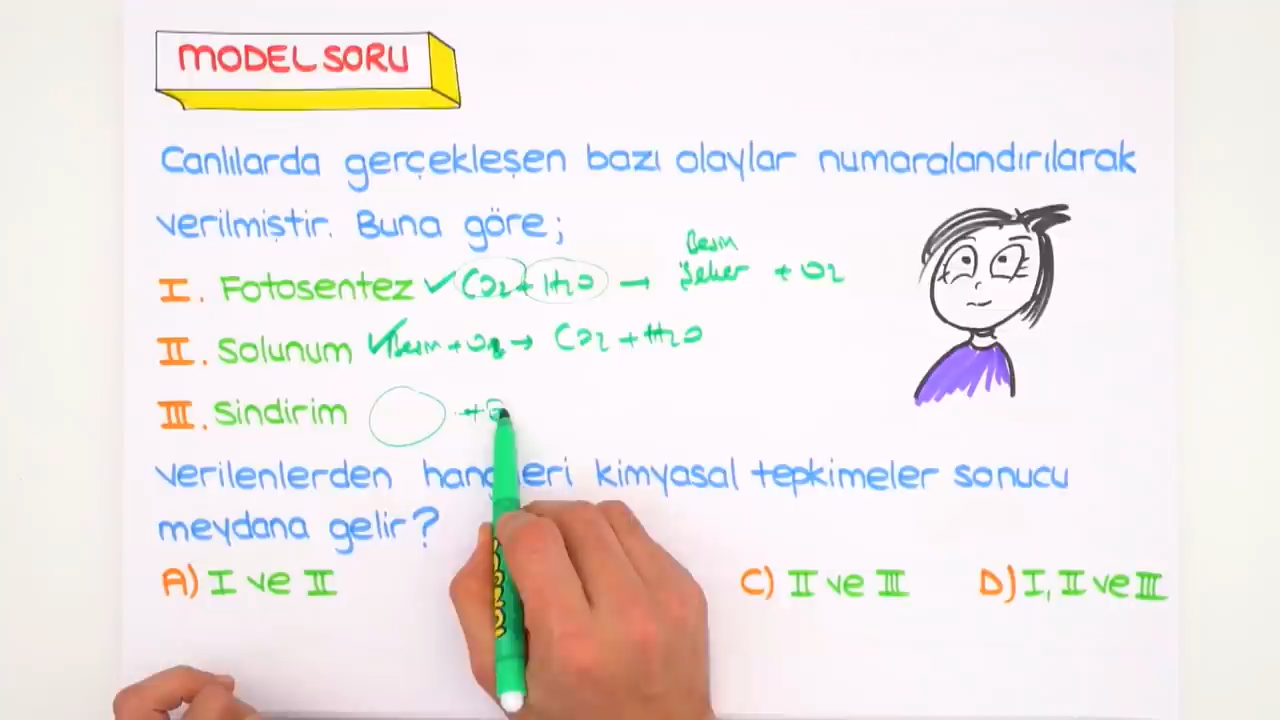 MODEL SORU
Canlılarda gerçekleşen bazı olaylar numaralandırılarak
verilmiştir. Buna göre;
Besin
I. Fotosentez ✓ CO2 + H2O → Şeker + O2
II. Solunum ✓ Besin + O2 → CO2 + H2O
III. Sindirim +
verilenlerden kimyasal tepkimeler sonucu
meydana gelir?
A) I ve II C) II ve III D) I, II ve III